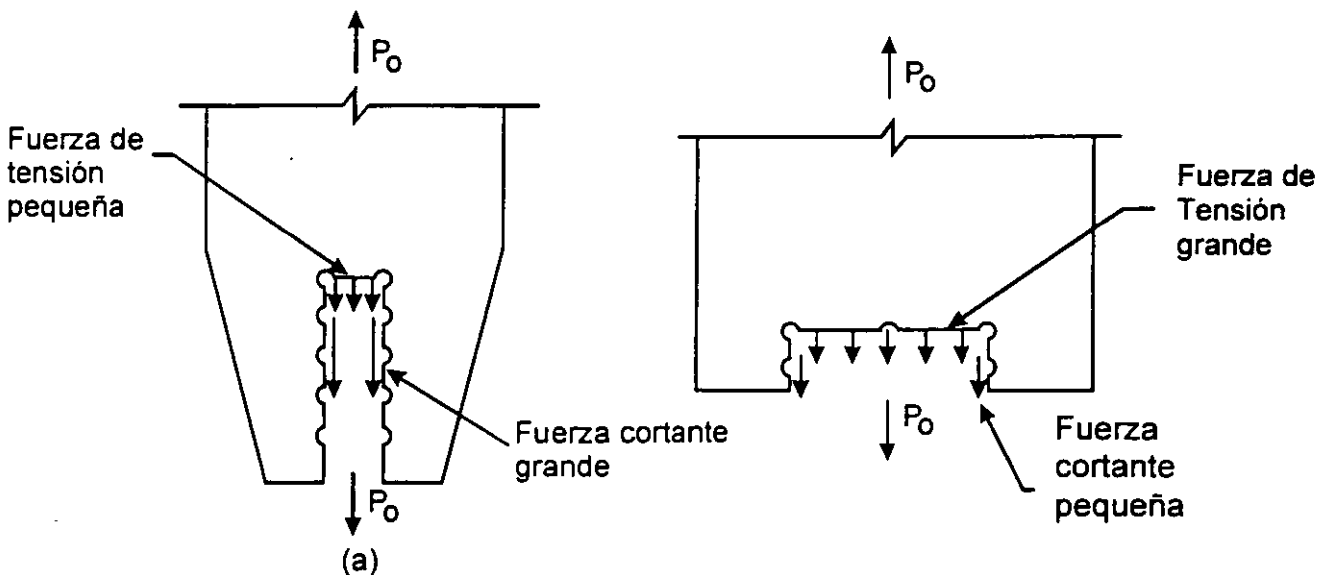 P₀
Fuerza de
tensión
pequeña
Fuerza cortante
grande
P₀
(a)
P₀
Fuerza de
Tensión
grande
P₀
Fuerza
cortante
pequeña